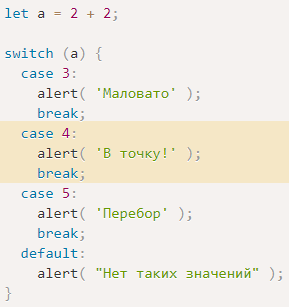 let a = 2 + 2;

switch (a) {
  case 3:
    alert( 'Маловато' );
    break;
  case 4:
    alert( 'В точку!' );
    break;
  case 5:
    alert( 'Перебор' );
    break;
  default:
    alert( "Нет таких значений" );
}